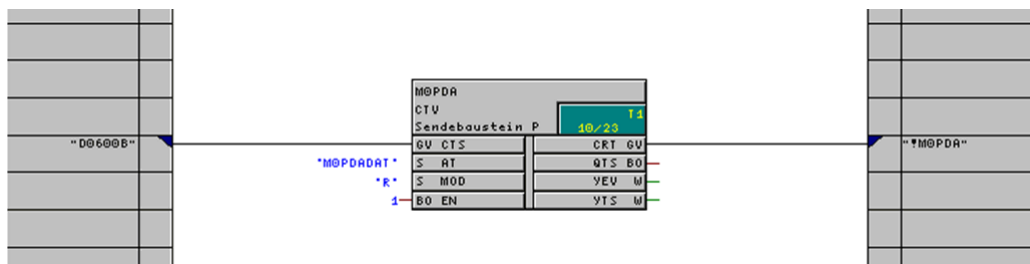 M0PDA
CTV T1
Sendebaustein P 10/23
"D0600B" GV CTS CRT GV "!M0PDA"
'M0PDADAT' S AT QTS BO
'R' S MOD YEV W
1 BO EN YTS W